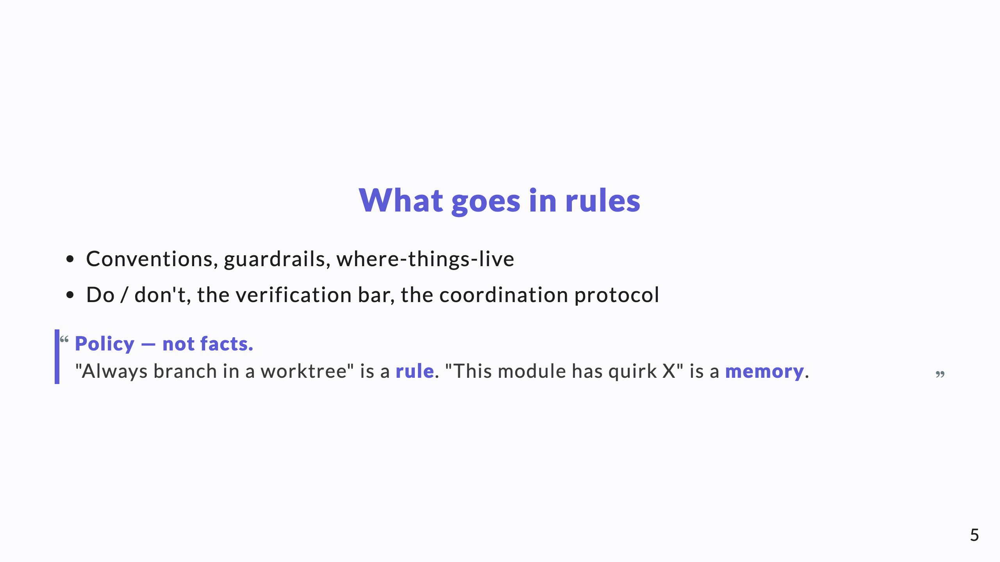 What goes in rules
• Conventions, guardrails, where-things-live
• Do / don't, the verification bar, the coordination protocol
“ Policy — not facts.
"Always branch in a worktree" is a rule. "This module has quirk X" is a memory. ”
5